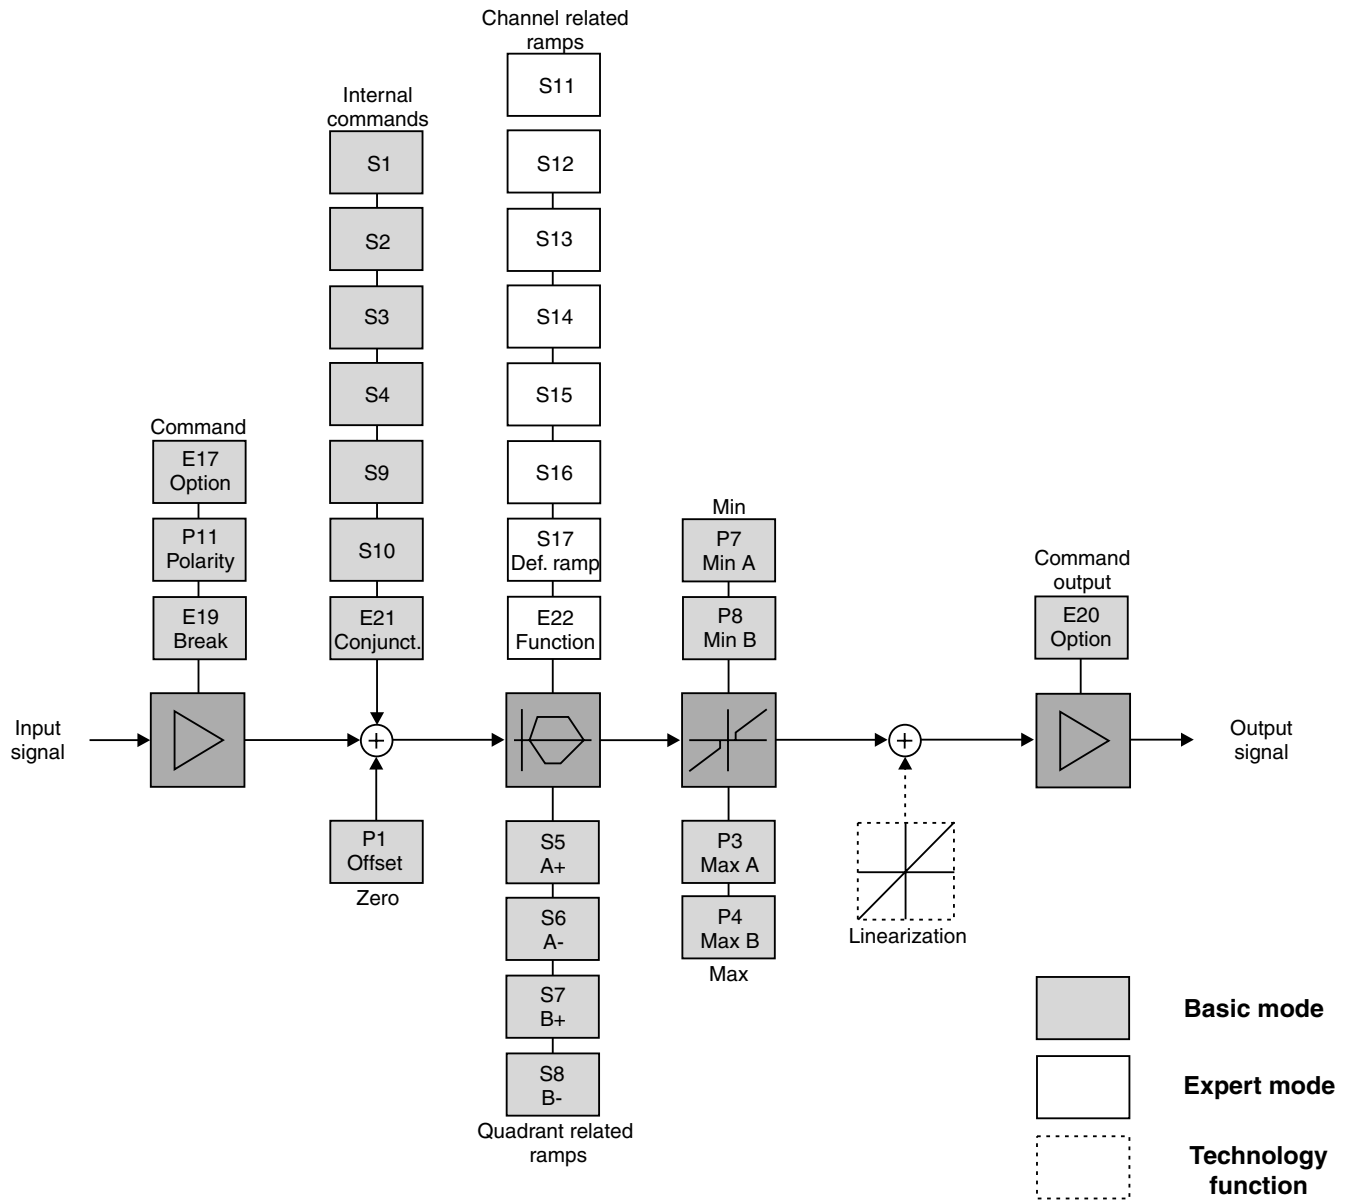 Channel related
ramps
S11
Internal
commands
S1
S12
S2
S13
S3
S14
S4
S15
Command
E17
Option
S9
S16
Min
P11
Polarity
S10
S17
Def. ramp
P7
Min A
Command
output
E19
Break
E21
Conjunct.
E22
Function
P8
Min B
E20
Option
Input
signal
Output
signal
P1
Offset
Zero
S5
A+
P3
Max A
S6
A-
P4
Max B
Max
Linearization
S7
B+
S8
B-
Quadrant related
ramps
Basic mode
Expert mode
Technology
function